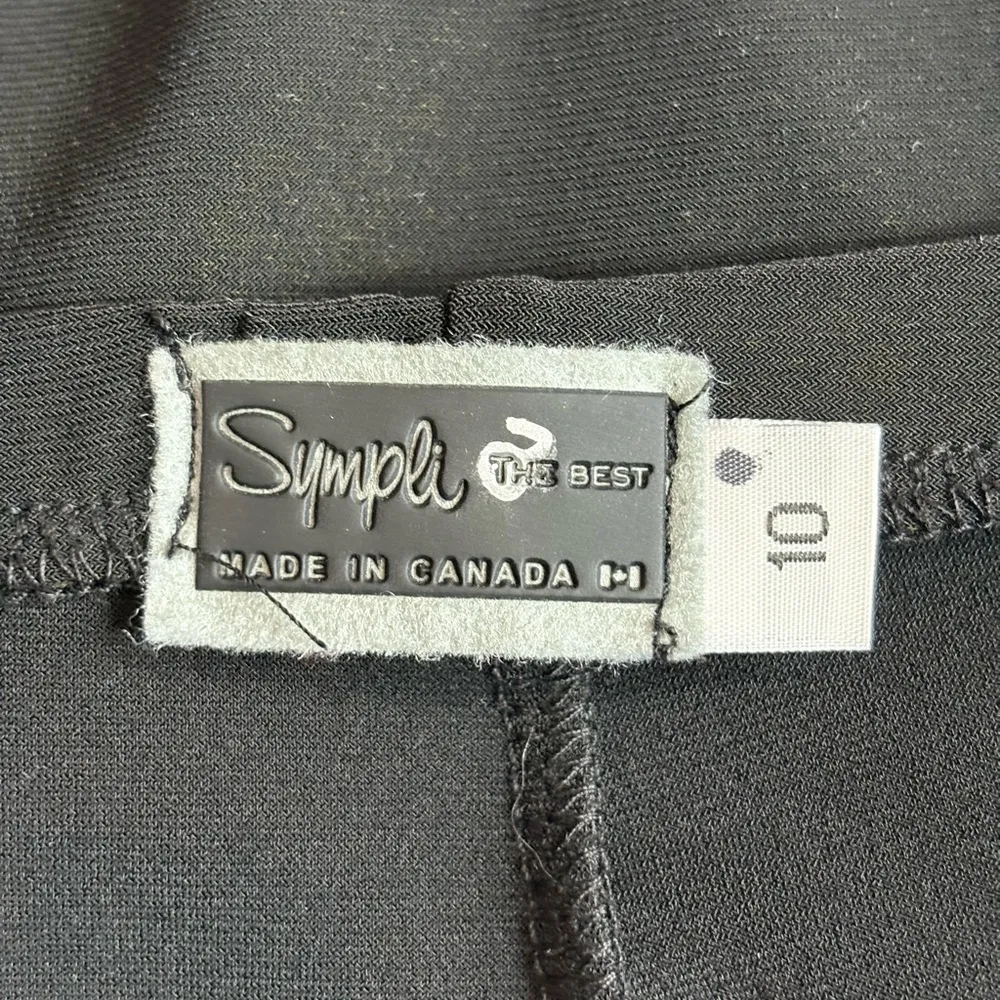 Sympli THE BEST
MADE IN CANADA
10